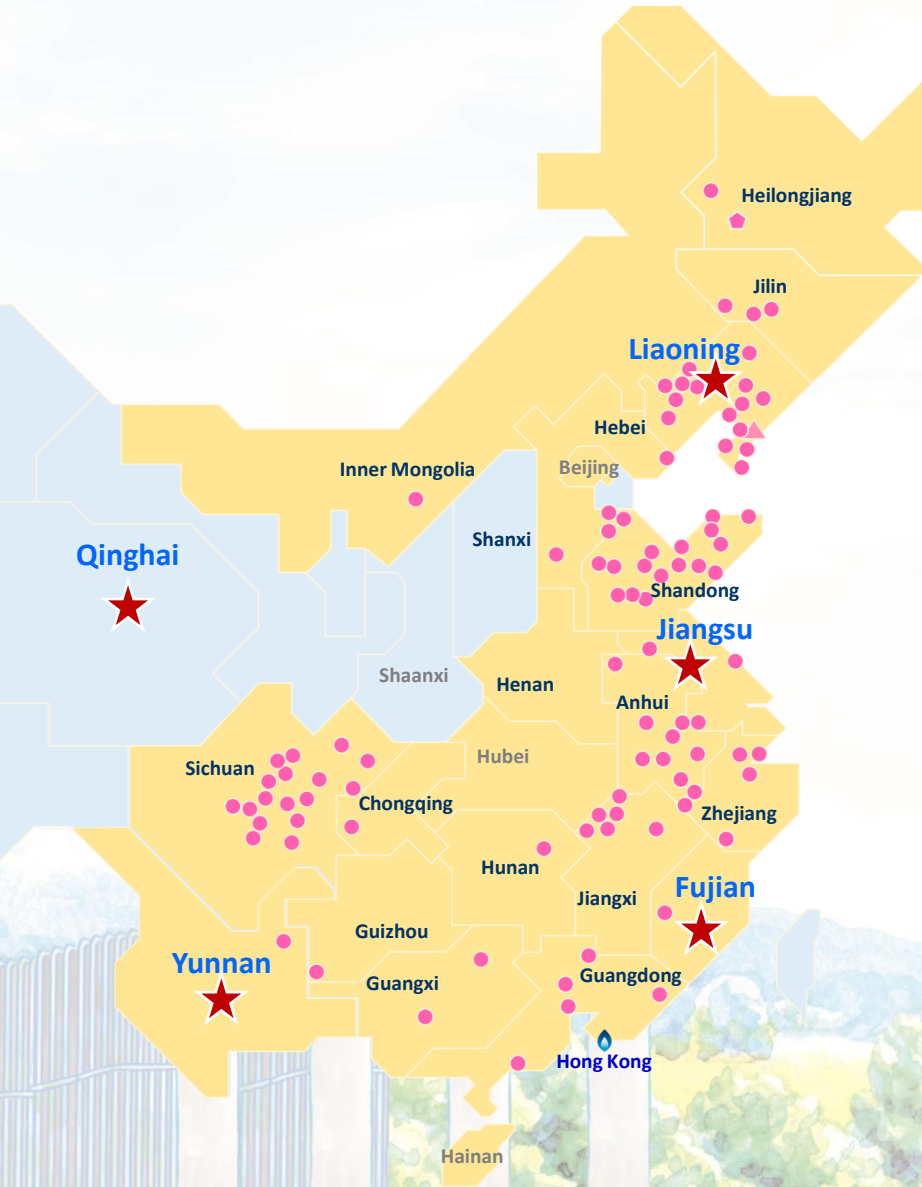 Heilongjiang
Jilin
Liaoning
Hebei
Beijing
Inner Mongolia
Shanxi
Qinghai
Shandong
Jiangsu
Shaanxi
Henan
Anhui
Hubei
Sichuan
Chongqing
Zhejiang
Hunan
Fujian
Jiangxi
Guizhou
Yunnan
Guangxi
Guangdong
Hong Kong
Hainan